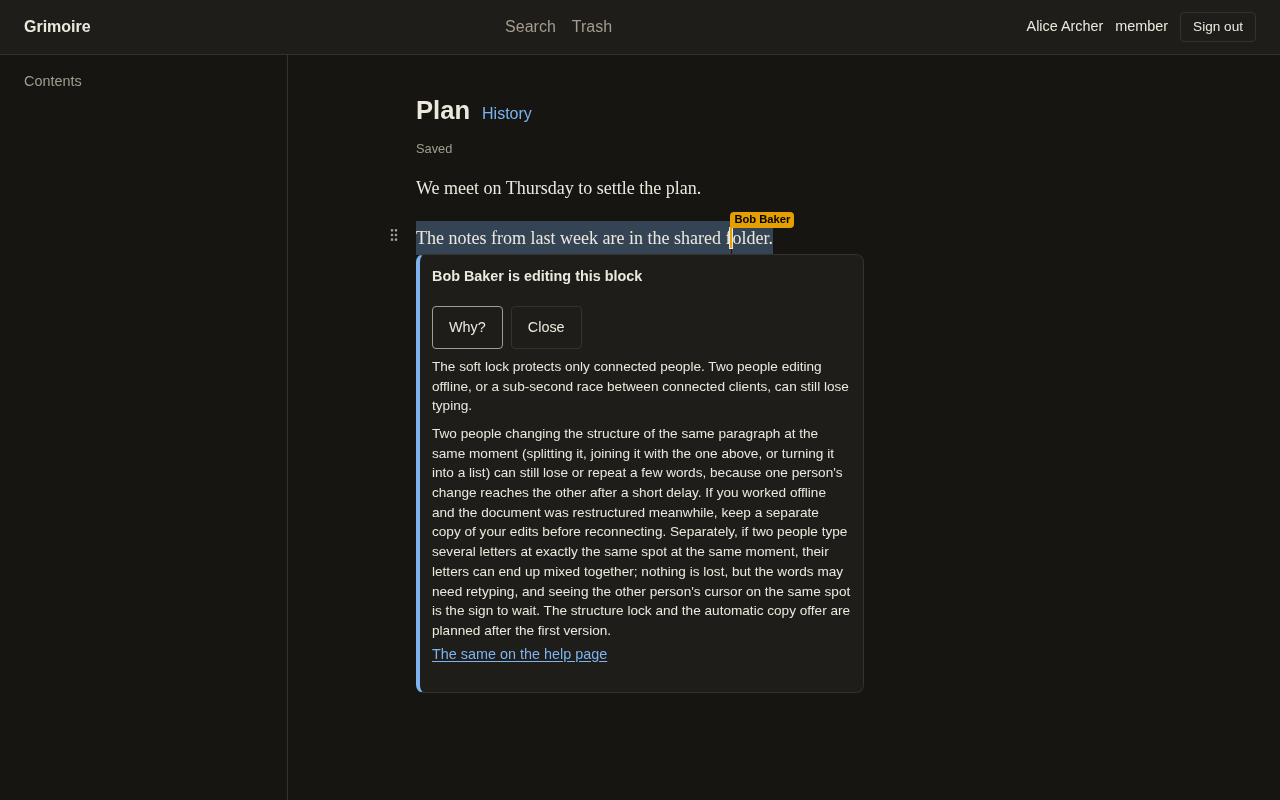 Grimoire
Search Trash
Alice Archer member Sign out
Contents
Plan History
Saved
We meet on Thursday to settle the plan.
Bob Baker
The notes from last week are in the shared folder.
Bob Baker is editing this block
Why? Close
The soft lock protects only connected people. Two people editing
offline, or a sub-second race between connected clients, can still lose
typing.
Two people changing the structure of the same paragraph at the
same moment (splitting it, joining it with the one above, or turning it
into a list) can still lose or repeat a few words, because one person's
change reaches the other after a short delay. If you worked offline
and the document was restructured meanwhile, keep a separate
copy of your edits before reconnecting. Separately, if two people type
several letters at exactly the same spot at the same moment, their
letters can end up mixed together; nothing is lost, but the words may
need retyping, and seeing the other person's cursor on the same spot
is the sign to wait. The structure lock and the automatic copy offer are
planned after the first version.
The same on the help page